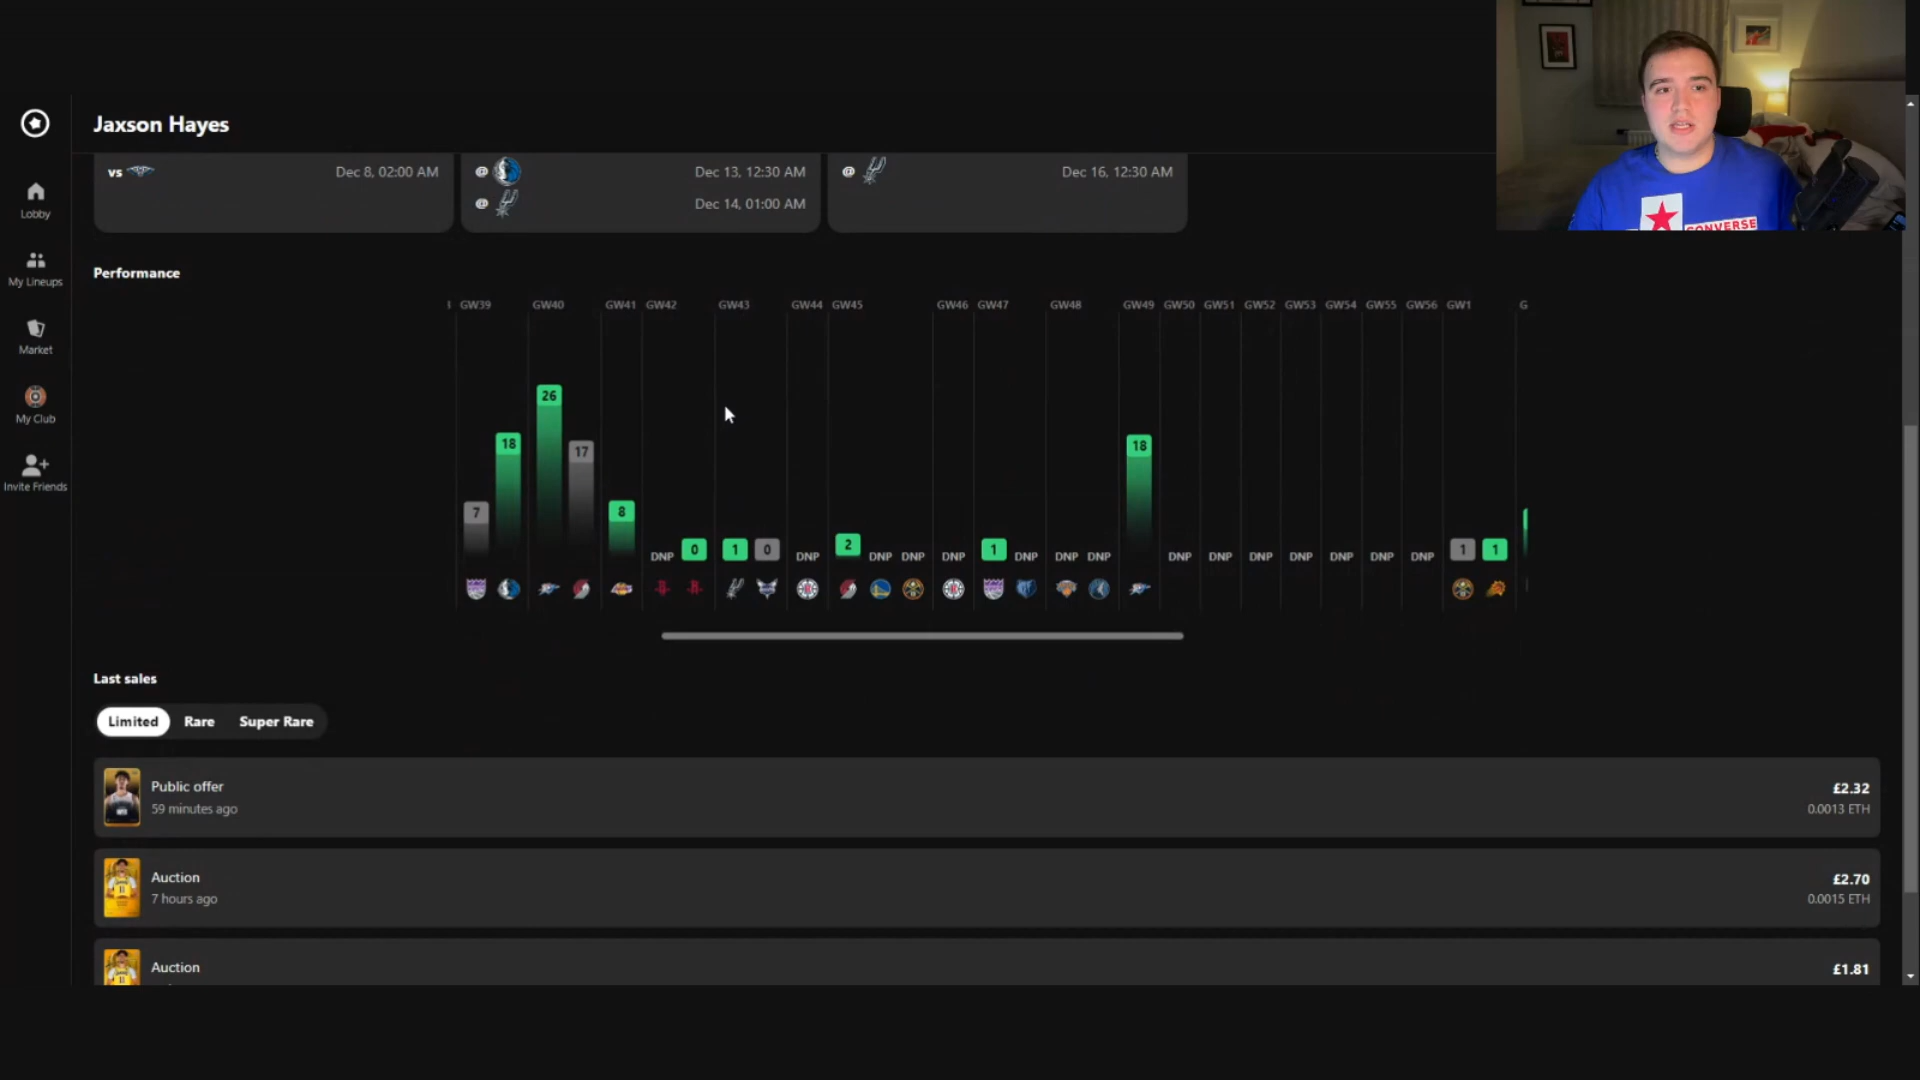 Jaxson Hayes
vs Dec 8, 02:00 AM
@ Dec 13, 12:30 AM
@ Dec 14, 01:00 AM
@ Dec 16, 12:30 AM
Lobby
My Lineups
Market
My Club
Invite Friends
Performance
GW39 GW40 GW41 GW42 GW43 GW44 GW45 GW46 GW47 GW48 GW49 GW50 GW51 GW52 GW53 GW54 GW55 GW56 GW1 G
7 18 26 17 8 DNP 0 1 0 DNP 2 DNP DNP DNP 1 DNP DNP DNP 18 DNP DNP DNP DNP DNP DNP DNP 1 1
Last sales
Limited Rare Super Rare
Public offer £2.32
59 minutes ago 0.0013 ETH
Auction £2.70
7 hours ago 0.0015 ETH
Auction £1.81
CONVERSE